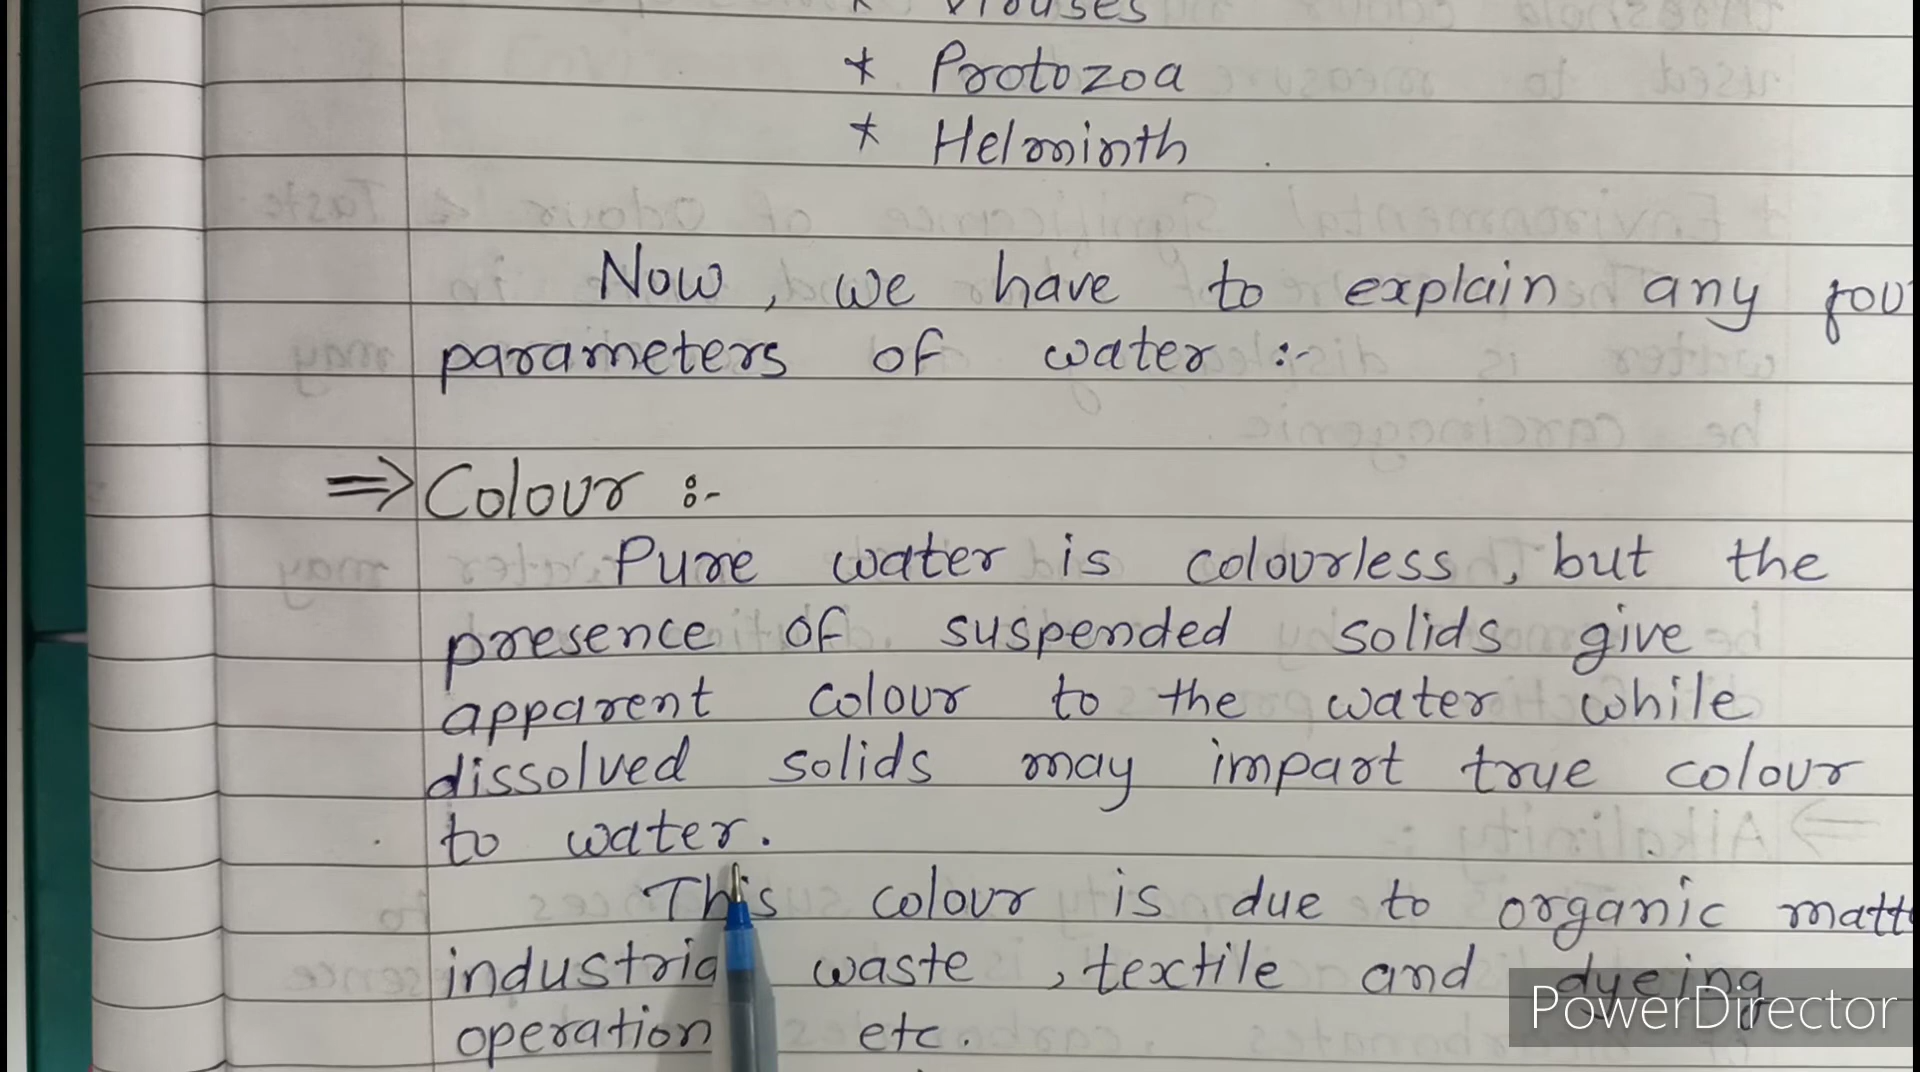 * Viruses
* Protozoa
* Helminth
Now, we have to explain any
parameters of water :-
⇒ Colour :-
Pure water is colourless, but the
presence of suspended solids give
apparent colour to the water while
dissolved solids may impart true colour
to water.
This colour is due to organic matt
industrial waste, textile and dyeing
operation etc.
PowerDirector